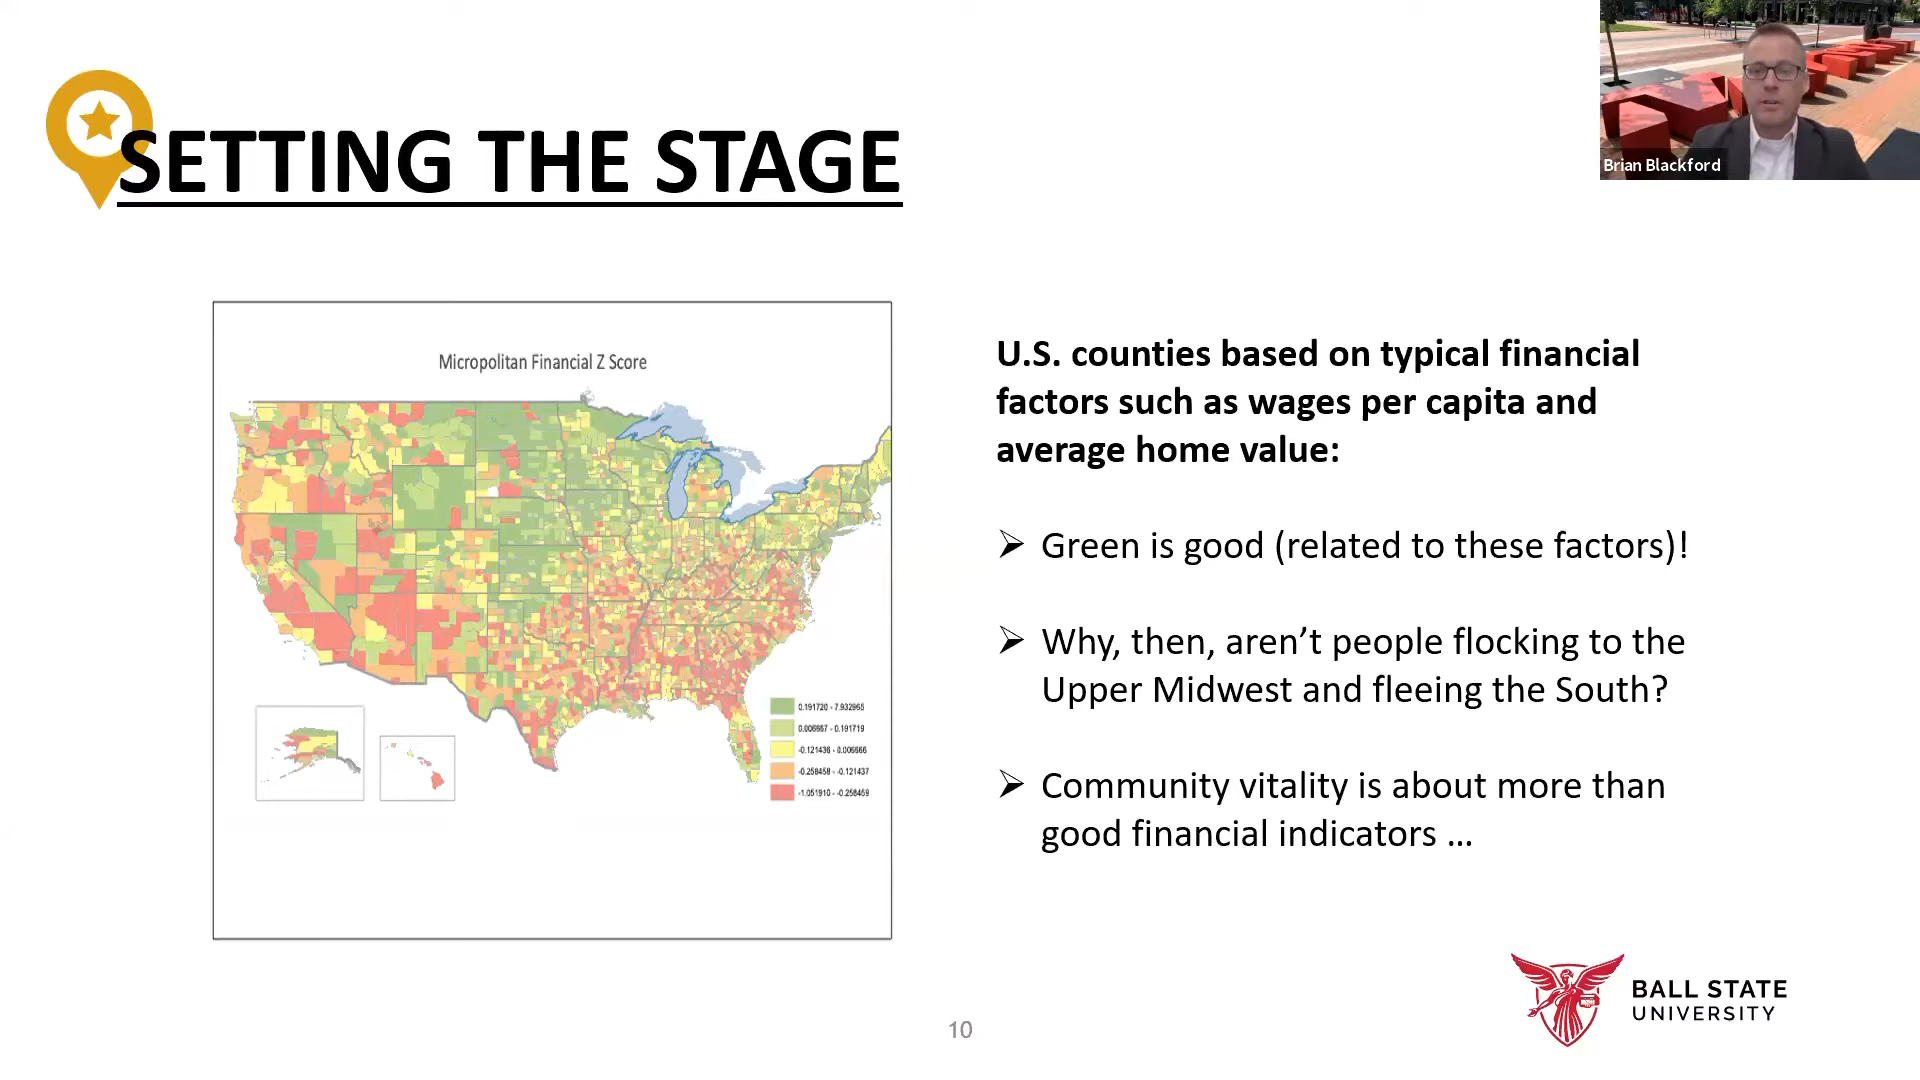 Brian Blackford
SETTING THE STAGE
Micropolitan Financial Z Score
0.191720 - 7.932965
0.006667 - 0.191719
-0.121436 - 0.006666
-0.258458 - -0.121437
-1.051910 - -0.258459
U.S. counties based on typical financial
factors such as wages per capita and
average home value:
➢ Green is good (related to these factors)!
➢ Why, then, aren’t people flocking to the
Upper Midwest and fleeing the South?
➢ Community vitality is about more than
good financial indicators …
BALL STATE
UNIVERSITY
10